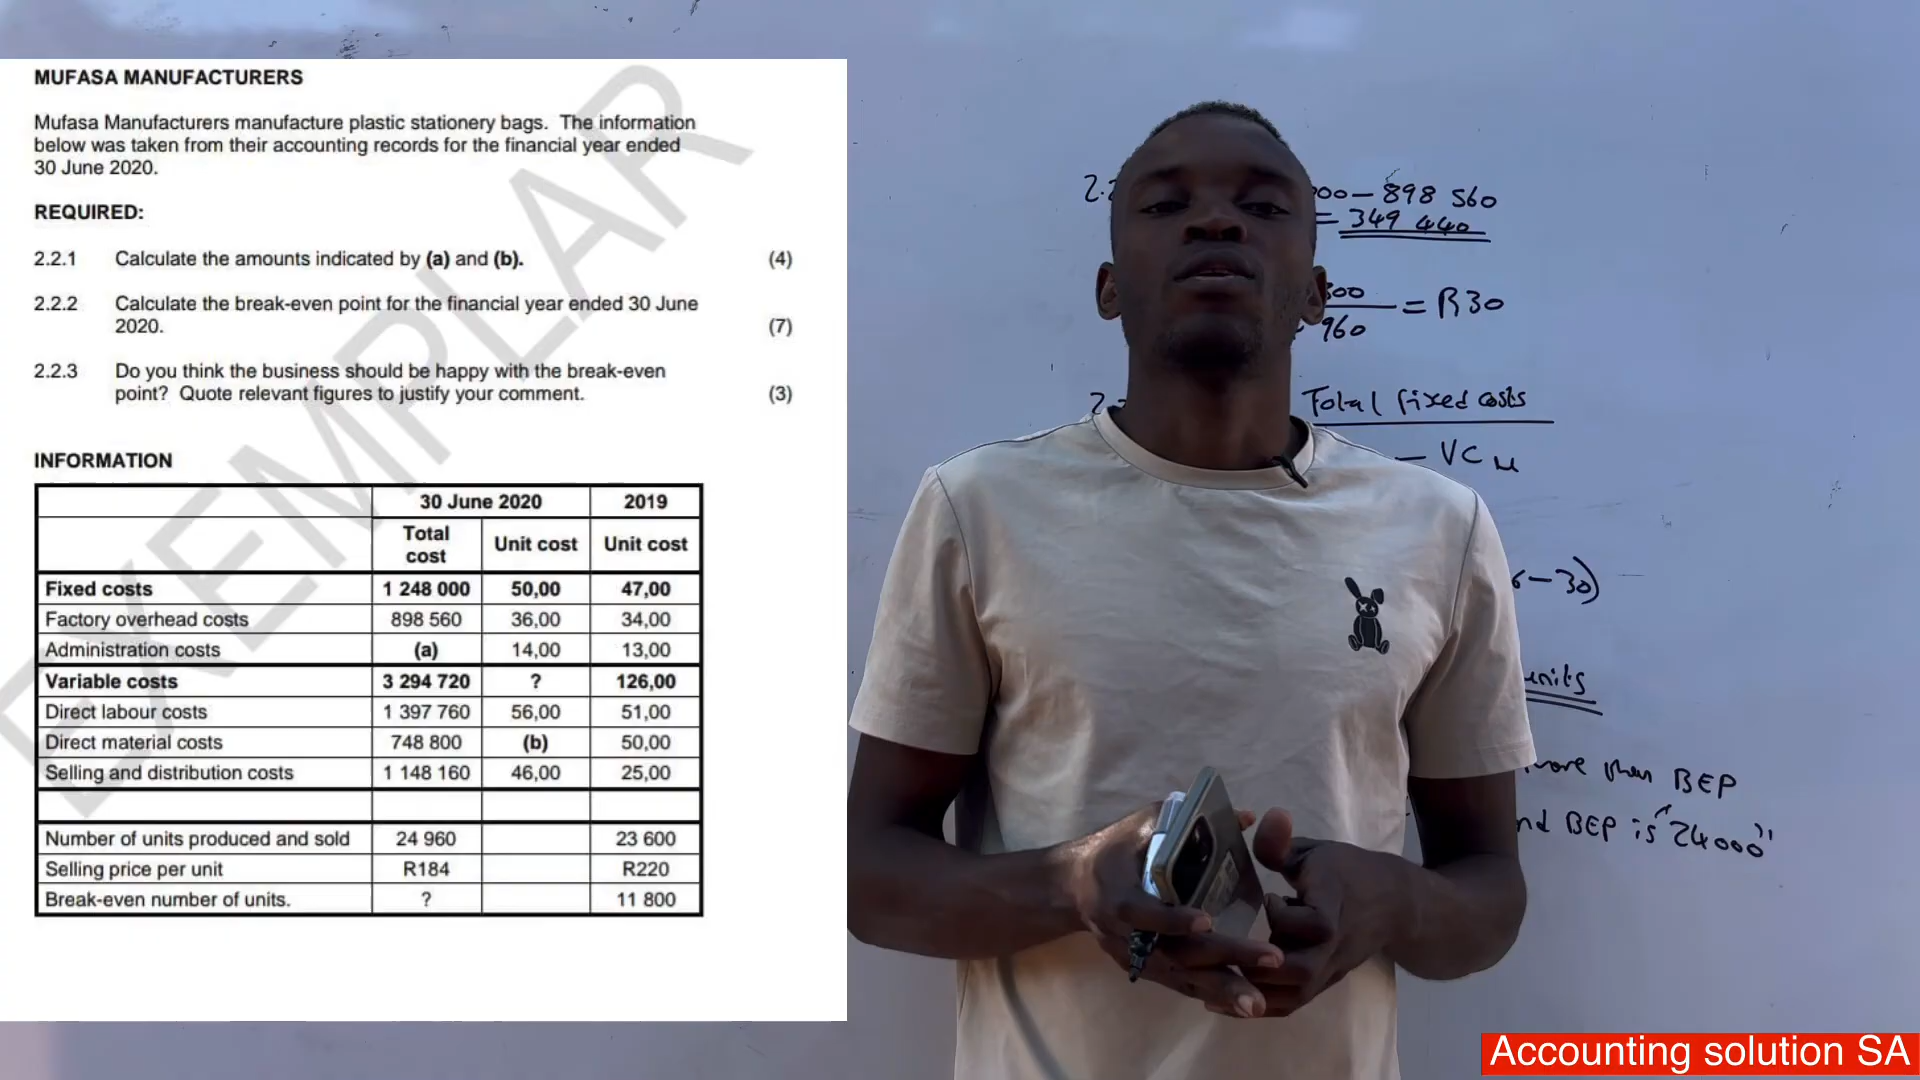 MUFASA MANUFACTURERS
Mufasa Manufacturers manufacture plastic stationery bags. The information
below was taken from their accounting records for the financial year ended
30 June 2020.
REQUIRED:
2.2.1 Calculate the amounts indicated by (a) and (b). (4)
2.2.2 Calculate the break-even point for the financial year ended 30 June
2020. (7)
2.2.3 Do you think the business should be happy with the break-even
point? Quote relevant figures to justify your comment. (3)
INFORMATION
30 June 2020 2019
Total
cost Unit cost Unit cost
Fixed costs 1 248 000 50,00 47,00
Factory overhead costs 898 560 36,00 34,00
Administration costs (a) 14,00 13,00
Variable costs 3 294 720 ? 126,00
Direct labour costs 1 397 760 56,00 51,00
Direct material costs 748 800 (b) 50,00
Selling and distribution costs 1 148 160 46,00 25,00
Number of units produced and sold 24 960 23 600
Selling price per unit R184 R220
Break-even number of units. ? 11 800
EXEMPLAR
00 – 898 560
= 349 440
960 = R30
Total fixed costs
– VC u
– 30)
units
more than BEP
BEP is "24000"
Accounting solution SA